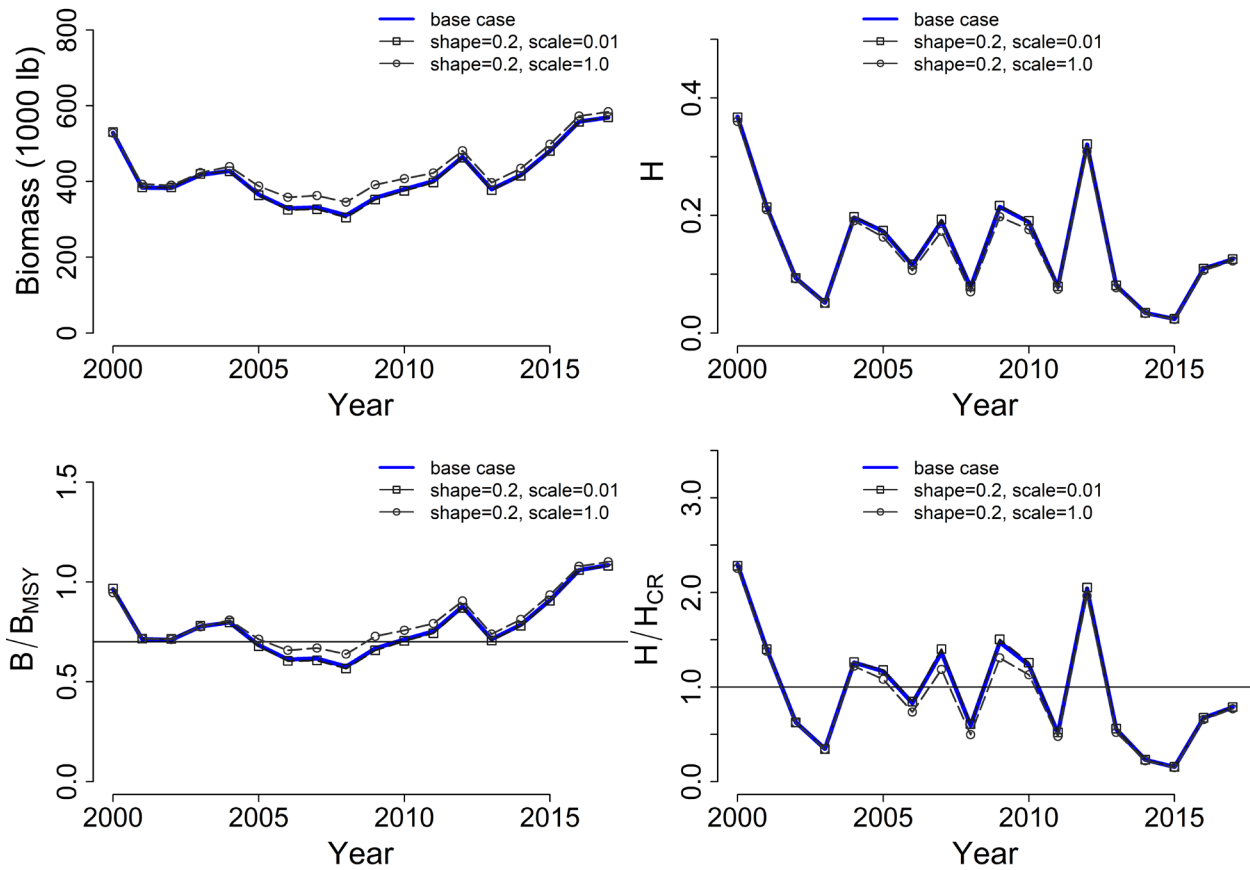 base case
shape=0.2, scale=0.01
shape=0.2, scale=1.0
Biomass (1000 lb)
0
200
400
600
800
2000
2005
2010
2015
Year
base case
shape=0.2, scale=0.01
shape=0.2, scale=1.0
H
0.0
0.2
0.4
2000
2005
2010
2015
Year
base case
shape=0.2, scale=0.01
shape=0.2, scale=1.0
B/BMSY
0.0
0.5
1.0
1.5
2000
2005
2010
2015
Year
base case
shape=0.2, scale=0.01
shape=0.2, scale=1.0
H/HCR
0.0
1.0
2.0
3.0
2000
2005
2010
2015
Year